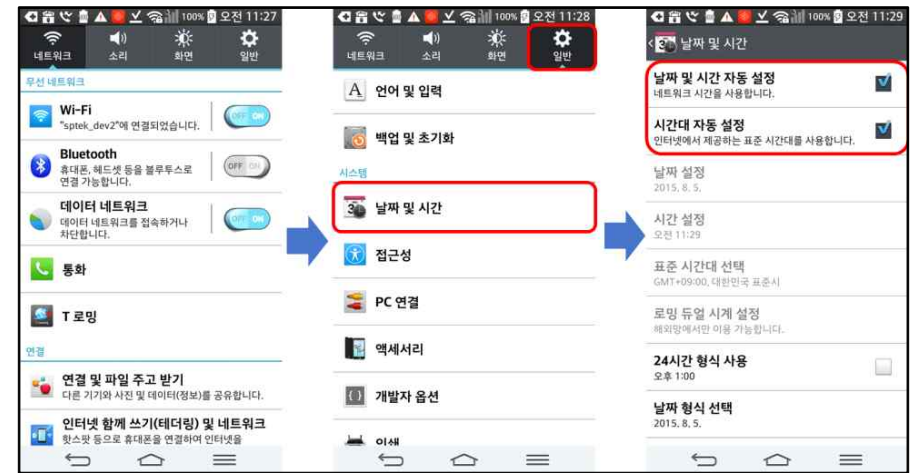 100% 오전 11:27
네트워크 소리 화면 일반
무선 네트워크
Wi-Fi
"sptek_dev2"에 연결되었습니다.
OFF ON
Bluetooth
휴대폰, 헤드셋 등을 블루투스로
연결 가능합니다.
OFF ON
데이터 네트워크
데이터 네트워크를 접속하거나
차단합니다.
OFF ON
통화
T 로밍
연결
연결 및 파일 주고 받기
다른 기기와 사진 및 데이터(정보)를 공유합니다.
인터넷 함께 쓰기(테더링) 및 네트워크
핫스팟 등으로 휴대폰을 연결하여 인터넷을
100% 오전 11:28
네트워크 소리 화면 일반
A 언어 및 입력
백업 및 초기화
시스템
날짜 및 시간
접근성
PC 연결
액세서리
개발자 옵션
인쇄
100% 오전 11:29
날짜 및 시간
날짜 및 시간 자동 설정
네트워크 시간을 사용합니다.
시간대 자동 설정
인터넷에서 제공하는 표준 시간대를 사용합니다.
날짜 설정
2015. 8. 5.
시간 설정
오전 11:29
표준 시간대 선택
GMT+09:00, 대한민국 표준시
로밍 듀얼 시계 설정
해외망에서만 이용 가능합니다..
24시간 형식 사용
오후 1:00
날짜 형식 선택
2015. 8. 5.